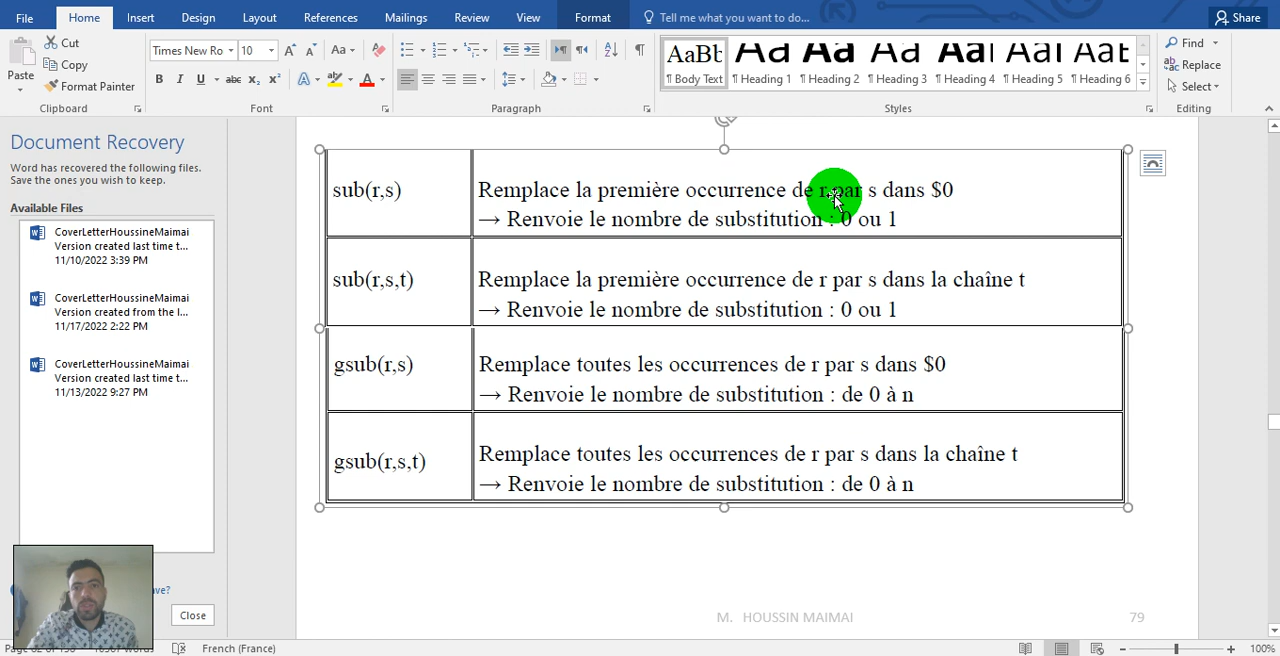 File Home Insert Design Layout References Mailings Review View Format Tell me what you want to do... Share
Paste
Cut
Copy
Format Painter
Clipboard
Times New Ro 10
Aa
B I U abc x₂ x²
A A
Font
Paragraph
AaBb Aa Aa Aa Aa AaI AaE
¶ Body Text ¶ Heading 1 ¶ Heading 2 ¶ Heading 3 ¶ Heading 4 ¶ Heading 5 ¶ Heading 6
Styles
Find
Replace
Select
Editing
Document Recovery
Word has recovered the following files.
Save the ones you wish to keep.
Available Files
CoverLetterHoussineMaimai
Version created last time t...
11/10/2022 3:39 PM
CoverLetterHoussineMaimai
Version created from the l...
11/17/2022 2:22 PM
CoverLetterHoussineMaimai
Version created last time t...
11/13/2022 9:27 PM
ve?
Close
sub(r,s)
Remplace la première occurrence de r par s dans $0
→ Renvoie le nombre de substitution : 0 ou 1
sub(r,s,t)
Remplace la première occurrence de r par s dans la chaîne t
→ Renvoie le nombre de substitution : 0 ou 1
gsub(r,s)
Remplace toutes les occurrences de r par s dans $0
→ Renvoie le nombre de substitution : de 0 à n
gsub(r,s,t)
Remplace toutes les occurrences de r par s dans la chaîne t
→ Renvoie le nombre de substitution : de 0 à n
M. HOUSSIN MAIMAI 79
French (France)
100%